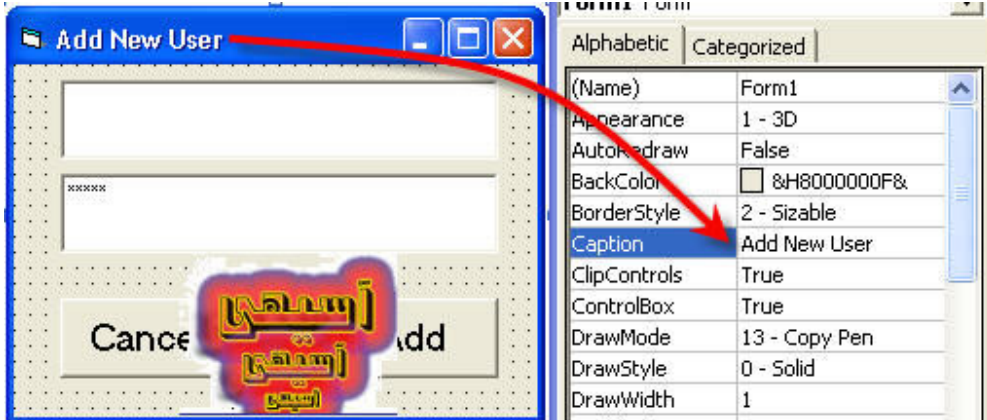 Add New User
*****
Cance Add
Form1 Form
Alphabetic Categorized
(Name) Form1
Appearance 1 - 3D
AutoRedraw False
BackColor &H8000000F&
BorderStyle 2 - Sizable
Caption Add New User
ClipControls True
ControlBox True
DrawMode 13 - Copy Pen
DrawStyle 0 - Solid
DrawWidth 1